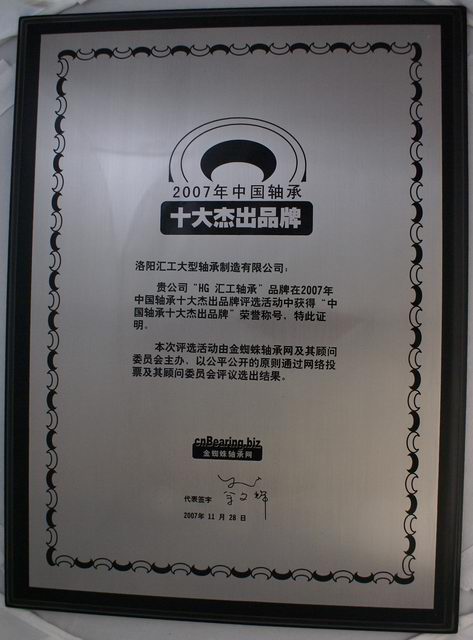 2007年中国轴承
十大杰出品牌
洛阳汇工大型轴承制造有限公司:
贵公司“HG 汇工轴承”品牌在2007年
中国轴承十大杰出品牌评选活动中获得“中
国轴承十大杰出品牌”荣誉称号，特此证
明。
本次评选活动由金蜘蛛轴承网及其顾问
委员会主办，以公平公开的原则通过网络投
票及其顾问委员会评议选出结果。
cnBearing.biz
金蜘蛛轴承网
代表签字
2007年 11 月 28 日